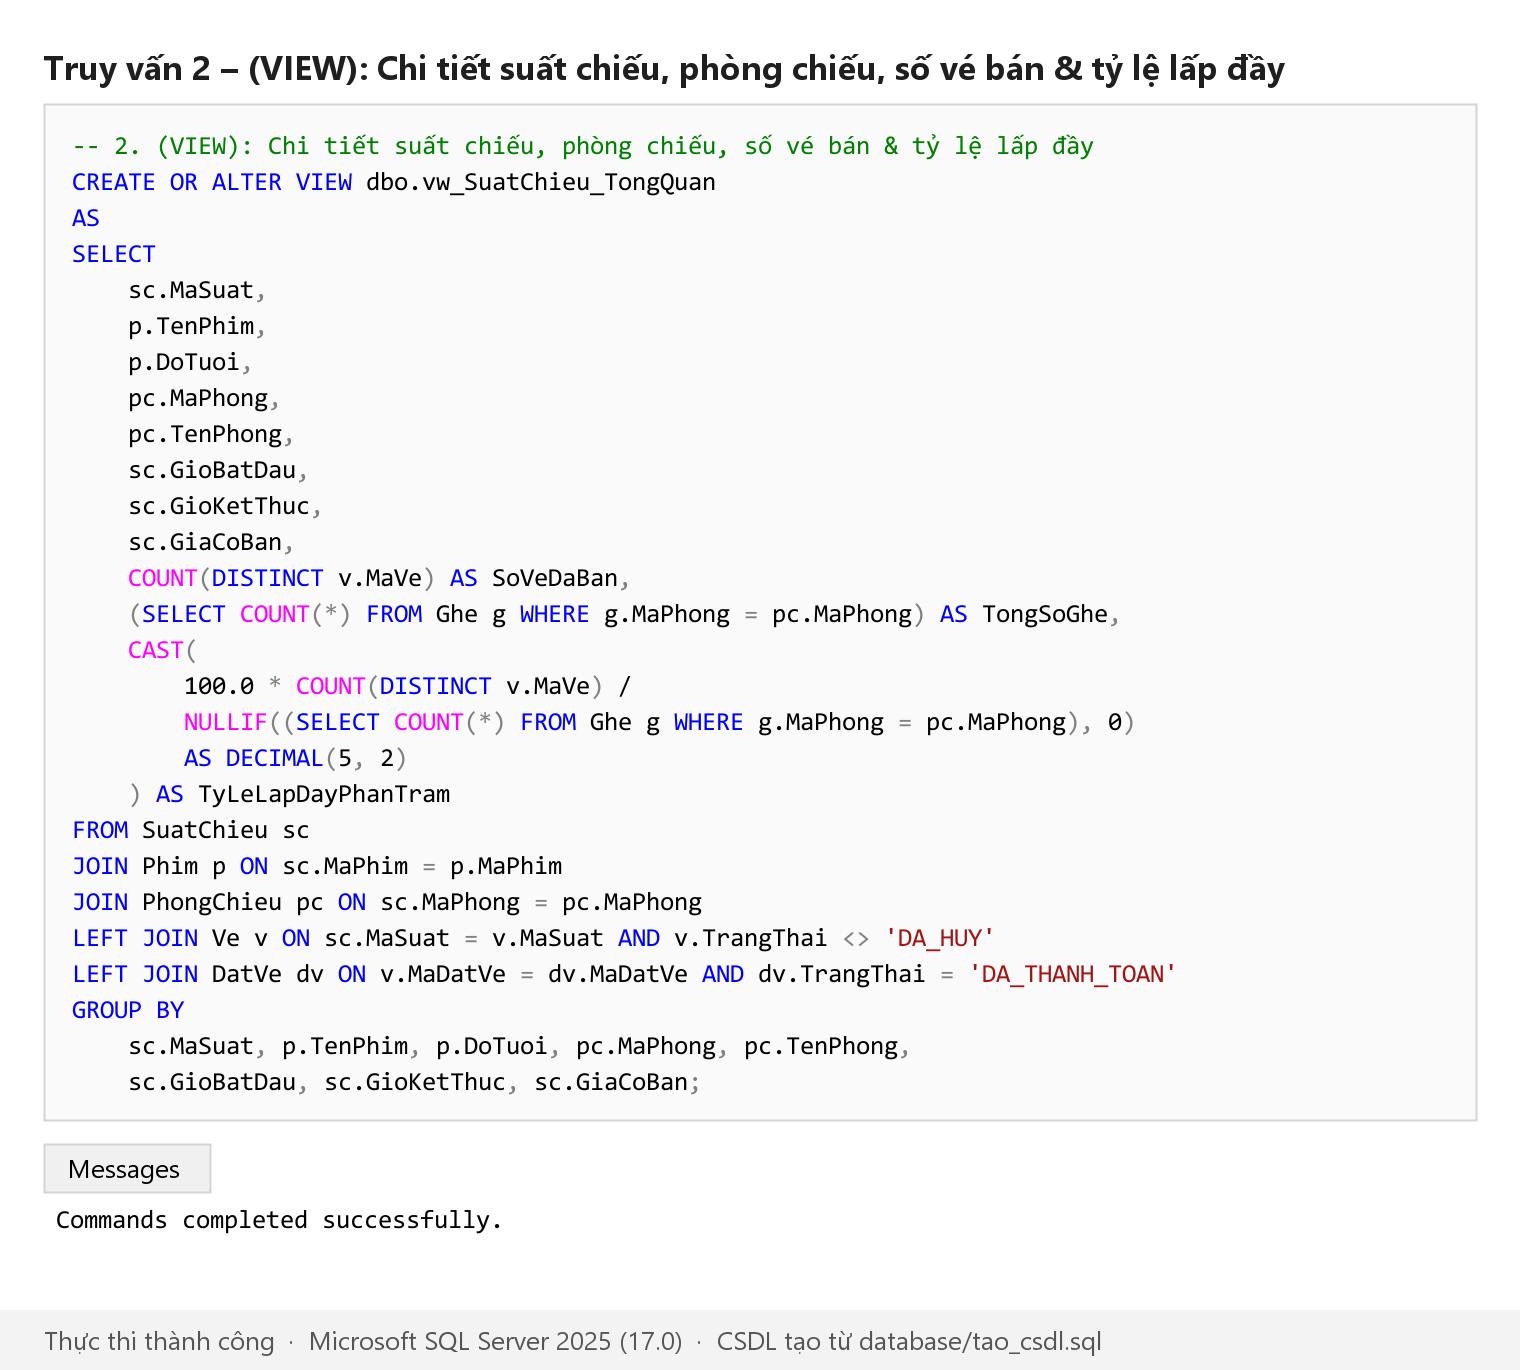 Truy vấn 2 – (VIEW): Chi tiết suất chiếu, phòng chiếu, số vé bán & tỷ lệ lấp đầy
-- 2. (VIEW): Chi tiết suất chiếu, phòng chiếu, số vé bán & tỷ lệ lấp đầy
CREATE OR ALTER VIEW dbo.vw_SuatChieu_TongQuan
AS
SELECT
    sc.MaSuat,
    p.TenPhim,
    p.DoTuoi,
    pc.MaPhong,
    pc.TenPhong,
    sc.GioBatDau,
    sc.GioKetThuc,
    sc.GiaCoBan,
    COUNT(DISTINCT v.MaVe) AS SoVeDaBan,
    (SELECT COUNT(*) FROM Ghe g WHERE g.MaPhong = pc.MaPhong) AS TongSoGhe,
    CAST(
        100.0 * COUNT(DISTINCT v.MaVe) /
        NULLIF((SELECT COUNT(*) FROM Ghe g WHERE g.MaPhong = pc.MaPhong), 0)
        AS DECIMAL(5, 2)
    ) AS TyLeLapDayPhanTram
FROM SuatChieu sc
JOIN Phim p ON sc.MaPhim = p.MaPhim
JOIN PhongChieu pc ON sc.MaPhong = pc.MaPhong
LEFT JOIN Ve v ON sc.MaSuat = v.MaSuat AND v.TrangThai <> 'DA_HUY'
LEFT JOIN DatVe dv ON v.MaDatVe = dv.MaDatVe AND dv.TrangThai = 'DA_THANH_TOAN'
GROUP BY
    sc.MaSuat, p.TenPhim, p.DoTuoi, pc.MaPhong, pc.TenPhong,
    sc.GioBatDau, sc.GioKetThuc, sc.GiaCoBan;
Messages
Commands completed successfully.
Thực thi thành công · Microsoft SQL Server 2025 (17.0) · CSDL tạo từ database/tao_csdl.sql